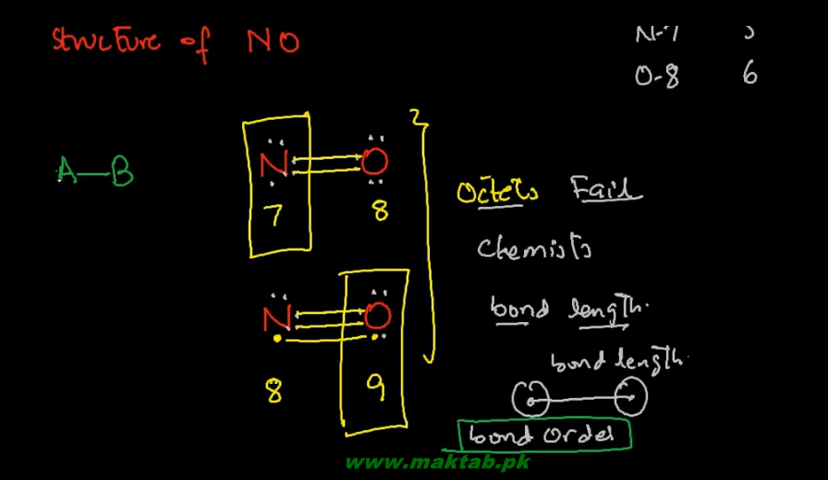 Structure of NO
N-7
O-8 6
A—B
N O
7 8
2
Octets Fail
Chemists
bond length.
N O
8 9
bond length.
bond order
www.maktab.pk